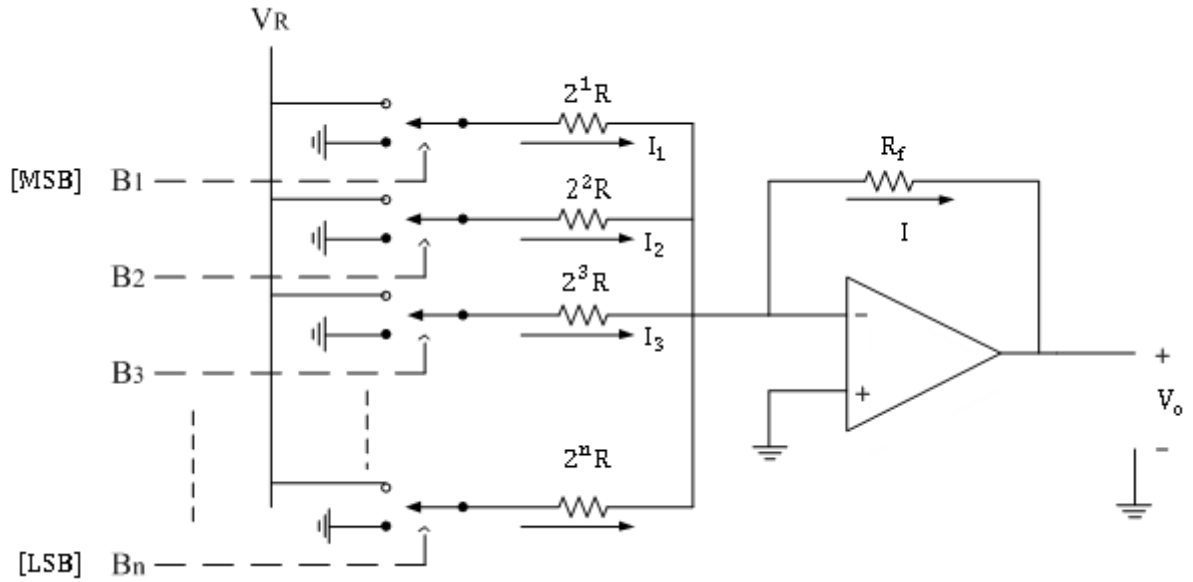 VR
2¹R
I₁
[MSB] B1
2²R
I₂
B2
2³R
I₃
B3
2ⁿR
[LSB] Bn
Rf
I
-
+
+
Vo
-